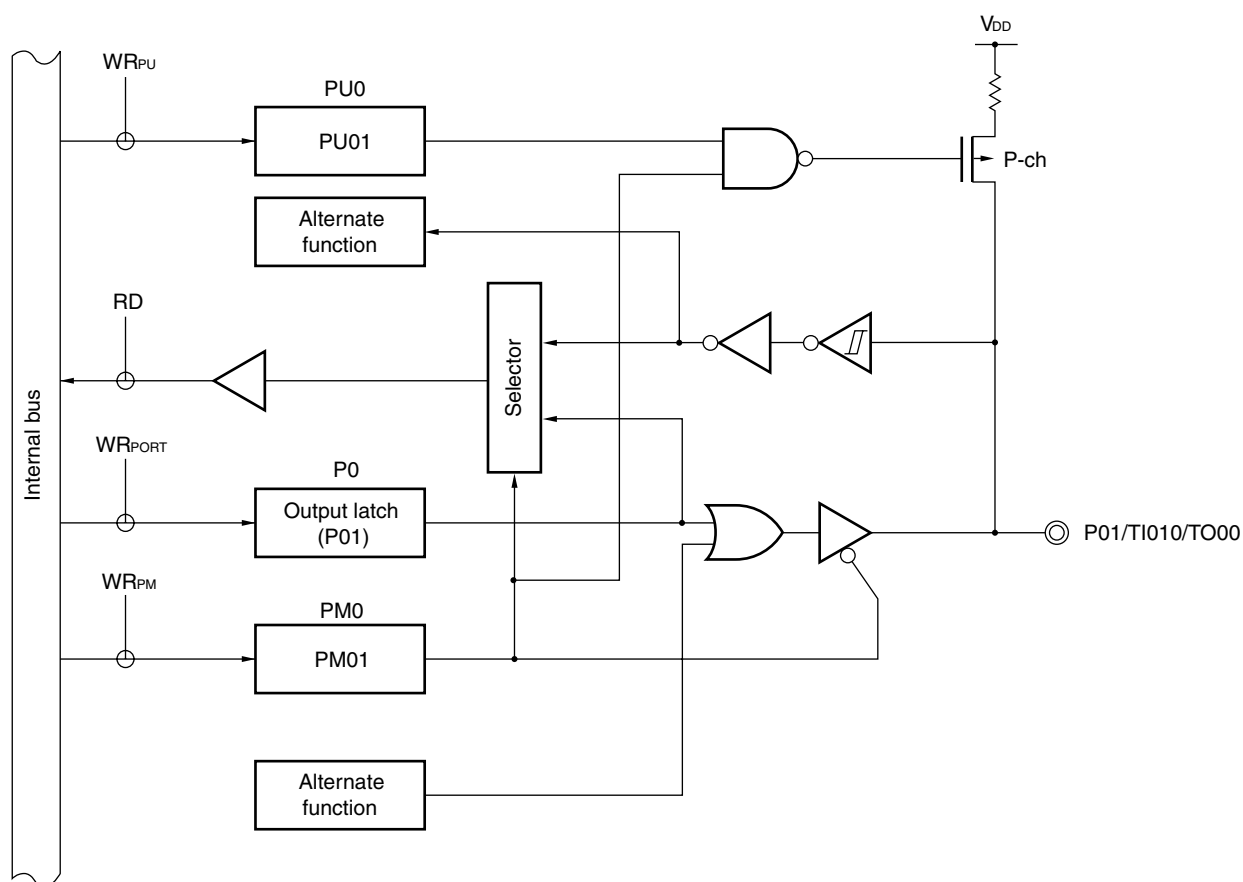 VDD
WRPU
PU0
PU01
P-ch
Alternate
function
RD
Selector
Internal bus
WRPORT
P0
Output latch
(P01)
P01/TI010/TO00
WRPM
PM0
PM01
Alternate
function